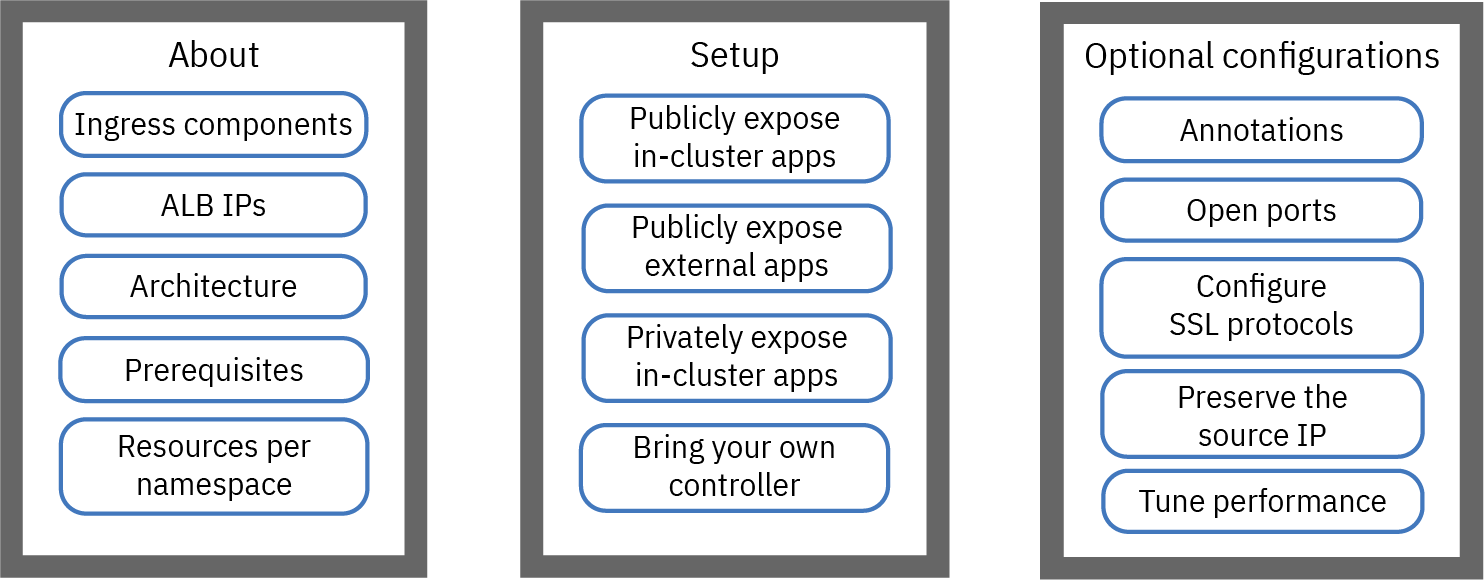 About
Ingress components
ALB IPs
Architecture
Prerequisites
Resources per
namespace
Setup
Publicly expose
in-cluster apps
Publicly expose
external apps
Privately expose
in-cluster apps
Bring your own
controller
Optional configurations
Annotations
Open ports
Configure
SSL protocols
Preserve the
source IP
Tune performance